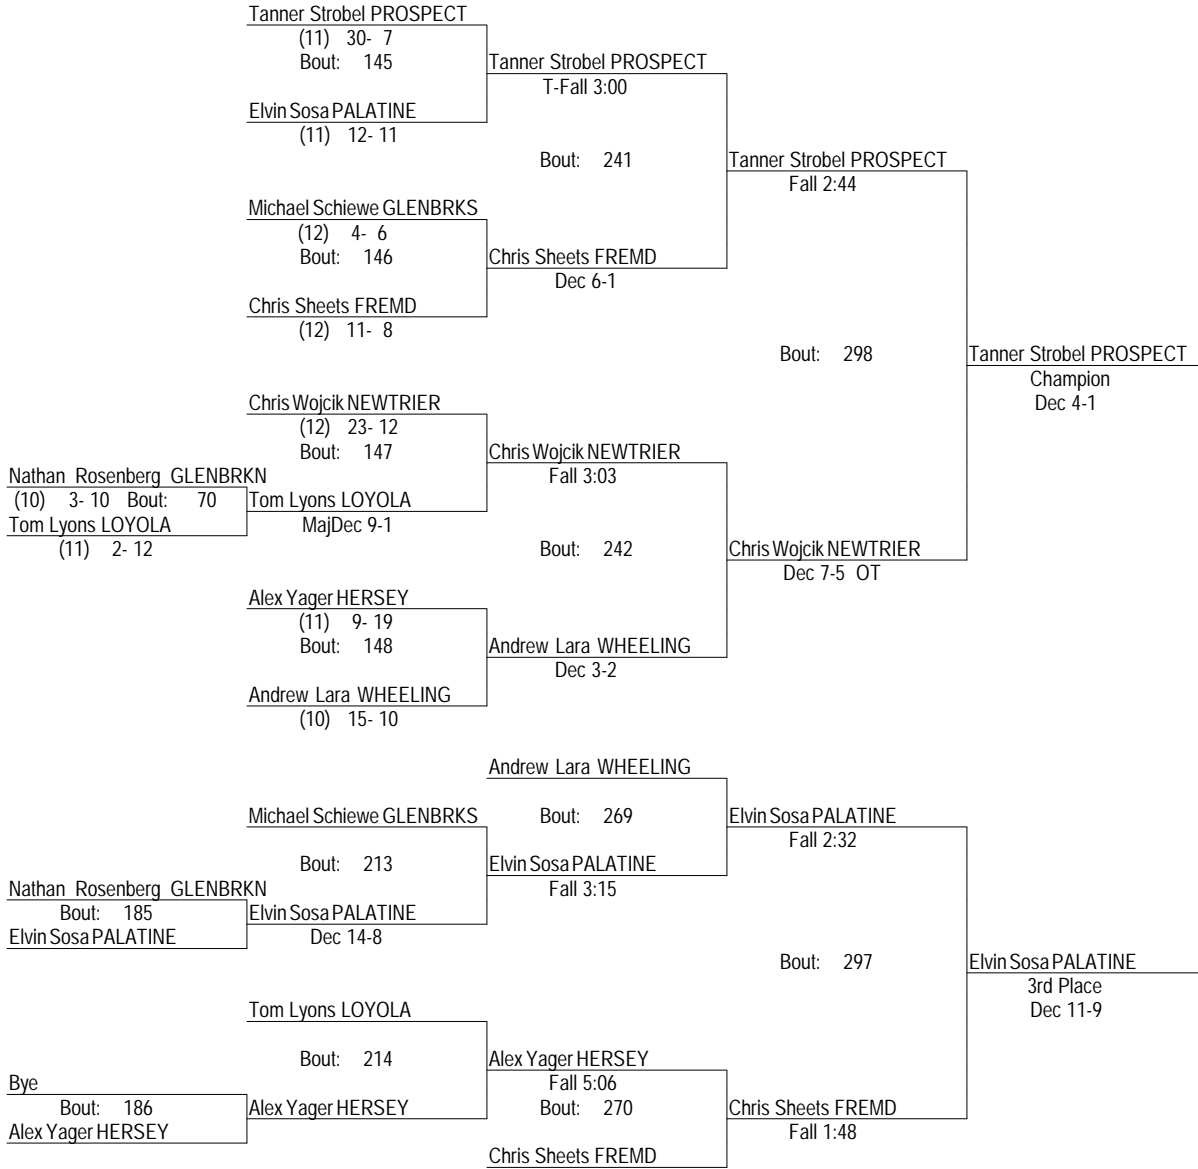 Tanner Strobel PROSPECT
(11) 30- 7
Bout: 145
Tanner Strobel PROSPECT
T-Fall 3:00
Elvin Sosa PALATINE
(11) 12- 11
Bout: 241
Tanner Strobel PROSPECT
Fall 2:44
Michael Schiewe GLENBRKS
(12) 4- 6
Bout: 146
Chris Sheets FREMD
Dec 6-1
Chris Sheets FREMD
(12) 11- 8
Bout: 298
Tanner Strobel PROSPECT
Champion
Dec 4-1
Chris Wojcik NEWTRIER
(12) 23- 12
Bout: 147
Chris Wojcik NEWTRIER
Fall 3:03
Nathan Rosenberg GLENBRKN
(10) 3- 10 Bout: 70
Tom Lyons LOYOLA
MajDec 9-1
Tom Lyons LOYOLA
(11) 2- 12
Bout: 242
Chris Wojcik NEWTRIER
Dec 7-5 OT
Alex Yager HERSEY
(11) 9- 19
Bout: 148
Andrew Lara WHEELING
Dec 3-2
Andrew Lara WHEELING
(10) 15- 10
Andrew Lara WHEELING
Michael Schiewe GLENBRKS
Bout: 269
Elvin Sosa PALATINE
Fall 2:32
Bout: 213
Elvin Sosa PALATINE
Fall 3:15
Nathan Rosenberg GLENBRKN
Bout: 185
Elvin Sosa PALATINE
Dec 14-8
Elvin Sosa PALATINE
Bout: 297
Elvin Sosa PALATINE
3rd Place
Dec 11-9
Tom Lyons LOYOLA
Bout: 214
Alex Yager HERSEY
Fall 5:06
Bye
Bout: 186
Alex Yager HERSEY
Alex Yager HERSEY
Bout: 270
Chris Sheets FREMD
Fall 1:48
Chris Sheets FREMD